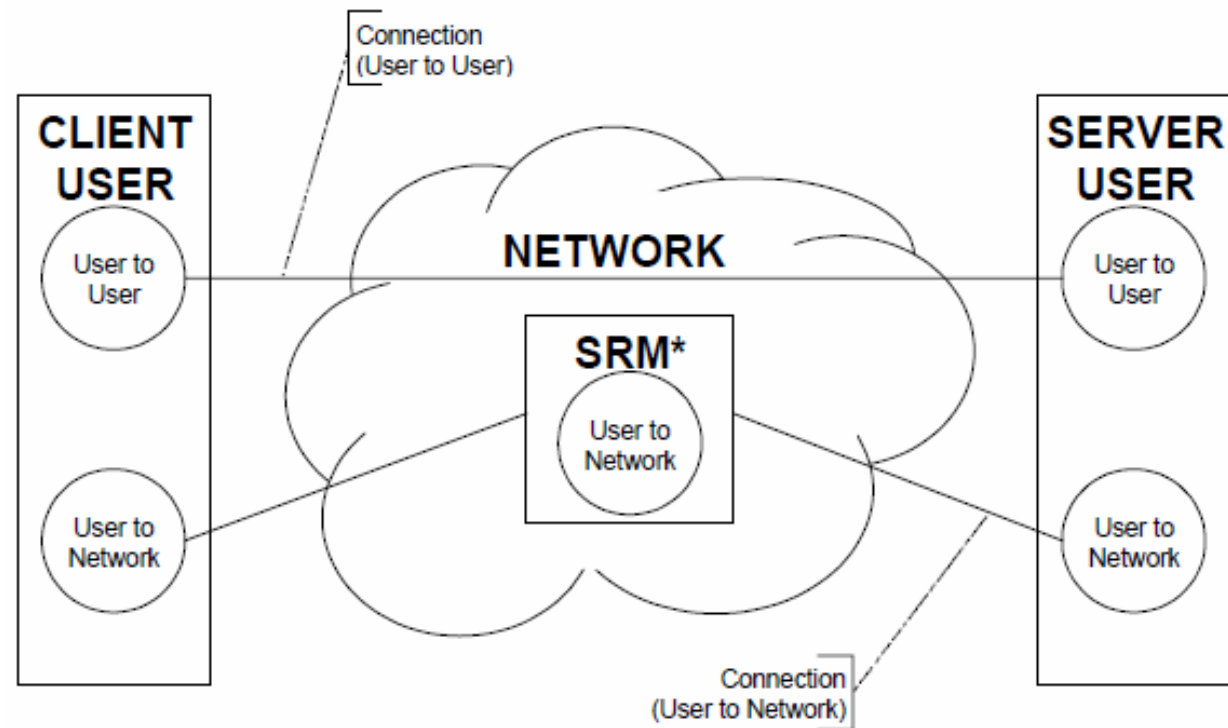 Connection
(User to User)
CLIENT
USER
SERVER
USER
NETWORK
User to
User
User to
User
SRM*
User to
Network
User to
Network
User to
Network
Connection
(User to Network)